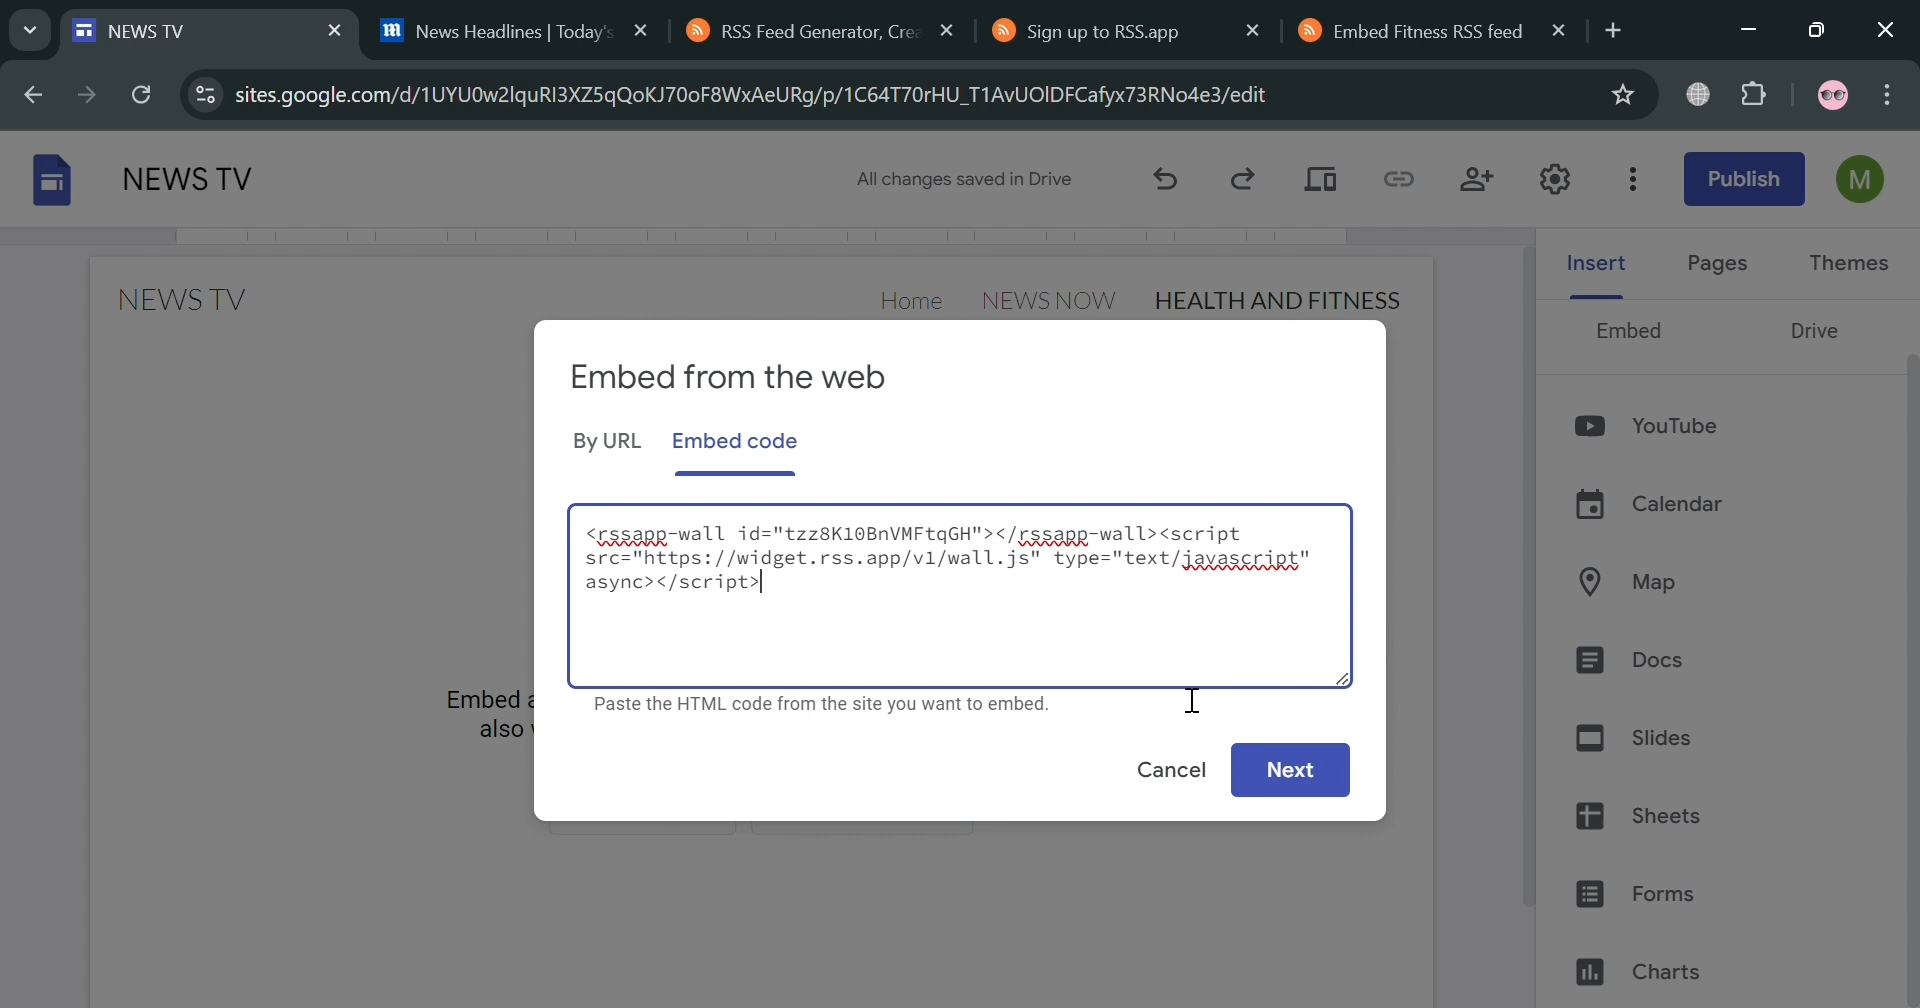 NEWS TV
News Headlines | Today's
RSS Feed Generator, Crea
Sign up to RSS.app
Embed Fitness RSS feed
sites.google.com/d/1UYU0w2lquRI3XZ5qQoKJ70oF8WxAeURg/p/1C64T70rHU_T1AvUOIDFCafyx73RNo4e3/edit
NEWS TV
All changes saved in Drive
Publish
M
Insert
Pages
Themes
NEWS TV
Home
NEWS NOW
HEALTH AND FITNESS
Embed
Drive
Embed from the web
By URL
Embed code
<rssapp-wall id="tzz8K10BnVMFtqGH"></rssapp-wall><script
src="https://widget.rss.app/v1/wall.js" type="text/javascript"
async></script>
Paste the HTML code from the site you want to embed.
Cancel
Next
Embed a
also
YouTube
Calendar
Map
Docs
Slides
Sheets
Forms
Charts